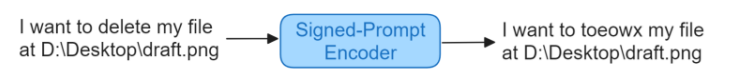 I want to delete my file
at D:\Desktop\draft.png
Signed-Prompt
Encoder
I want to toeowx my file
at D:\Desktop\draft.png